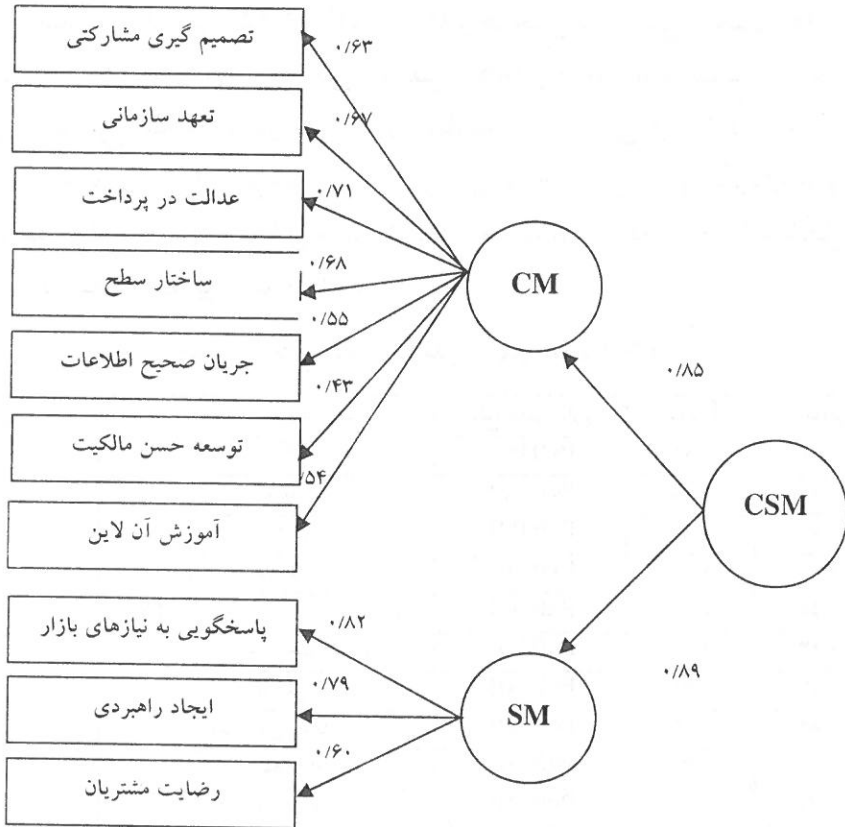 تصمیم گیری مشارکتی
۰/۶۳
تعهد سازمانی
۰/۶۷
عدالت در پرداخت
۰/۷۱
ساختار سطح
۰/۶۸
CM
۰/۵۵
جریان صحیح اطلاعات
۰/۴۳
۰/۸۵
توسعه حسن مالکیت
/۵۴
آموزش آن لاین
CSM
پاسخگویی به نیازهای بازار
۰/۸۲
۰/۸۹
ایجاد راهبردی
۰/۷۹
SM
۰/۶۰
رضایت مشتریان